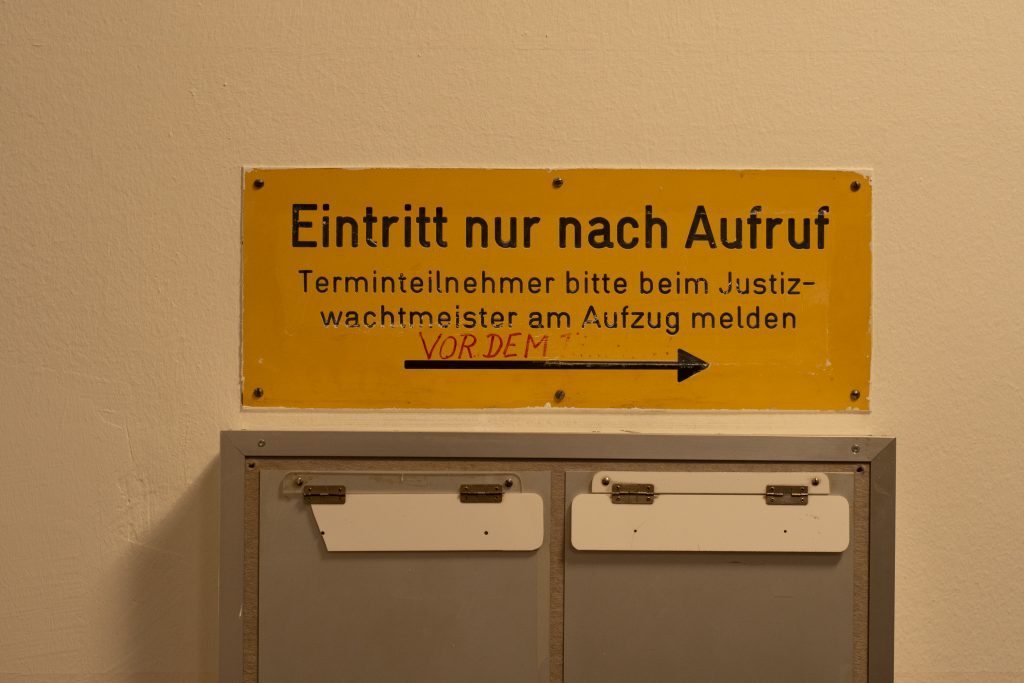 Eintritt nur nach Aufruf
Terminteilnehmer bitte beim Justiz-
wachtmeister am Aufzug melden
VOR DEM